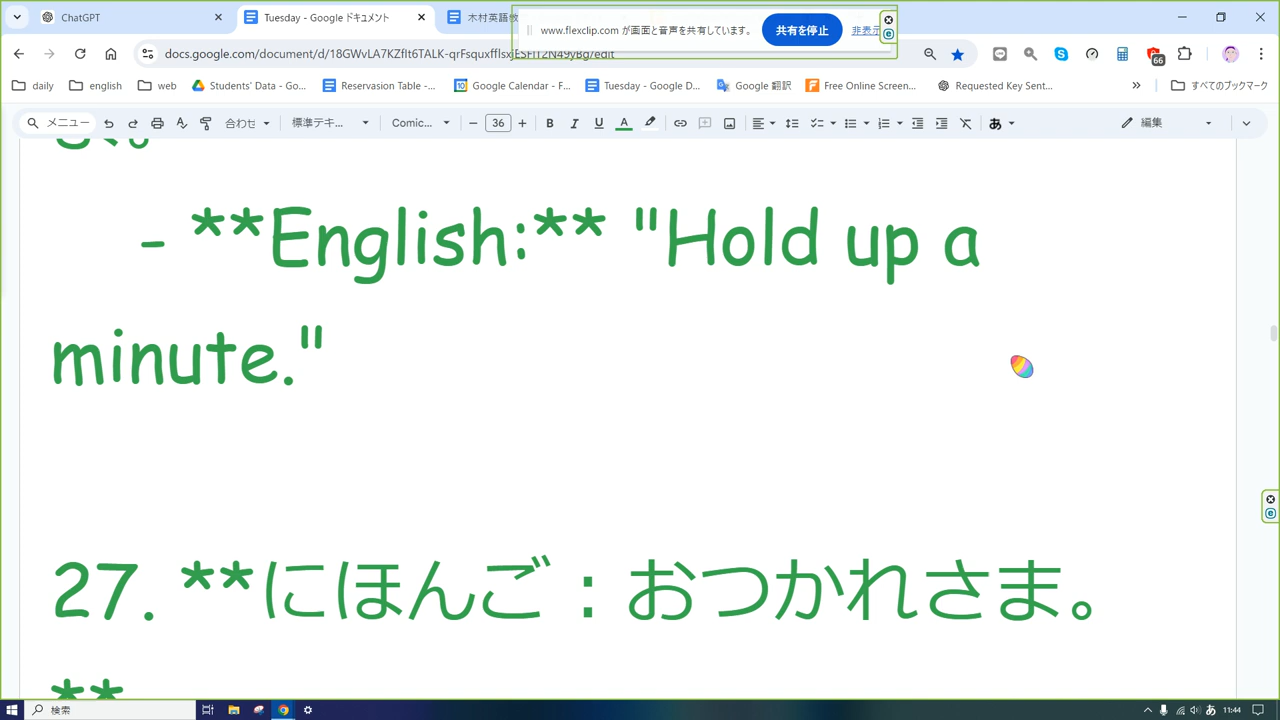 ChatGPT
Tuesday - Google ドキュメント
木村英語教
www.flexclip.com が画面と音声を共有しています。
共有を停止
非表示
docs.google.com/document/d/
/edit
66
daily
english
web
Students' Data - Go...
Reservasion Table -...
Google Calendar - F...
Tuesday - Google D...
Google 翻訳
Free Online Screen...
Requested Key Sent...
すべてのブックマーク
メニュー
合わせ
標準テキ...
Comic...
36
編集
- **English:** "Hold up a
minute."
27. **にほんご：おつかれさま。
**
検索
あ
11:44